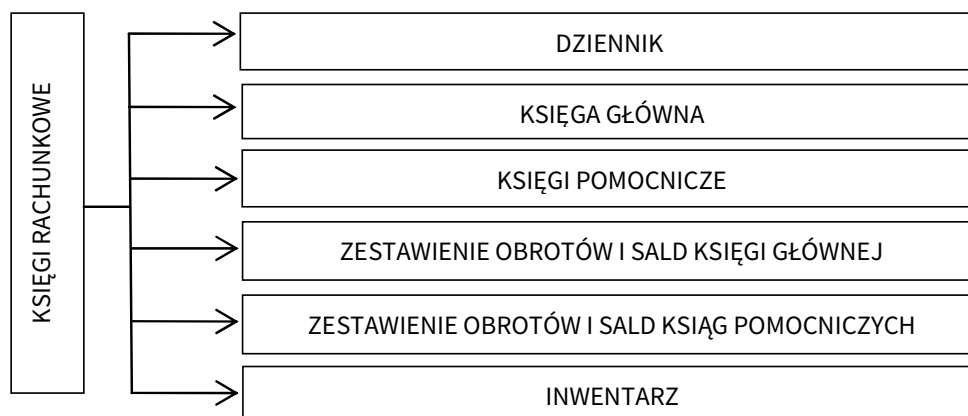 KSIĘGI RACHUNKOWE
DZIENNIK
KSIĘGA GŁÓWNA
KSIĘGI POMOCNICZE
ZESTAWIENIE OBROTÓW I SALD KSIĘGI GŁÓWNEJ
ZESTAWIENIE OBROTÓW I SALD KSIĄG POMOCNICZYCH
INWENTARZ